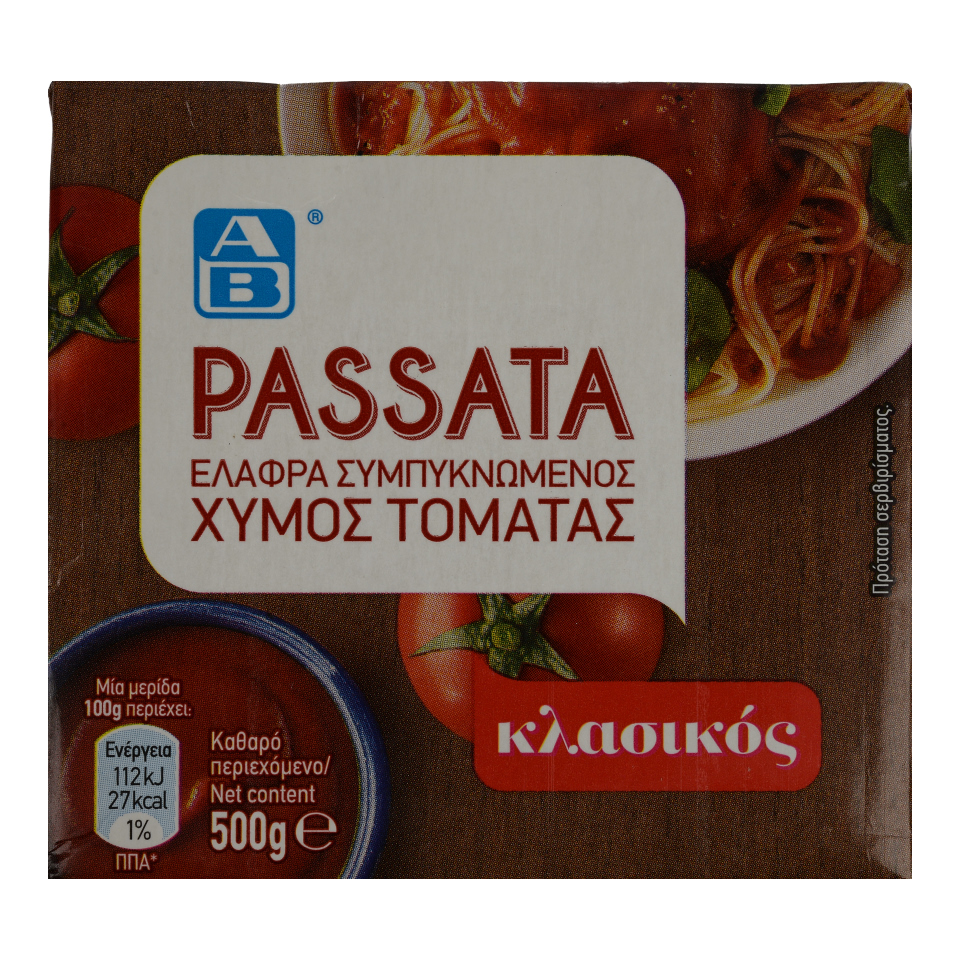 AB®
PASSATA
ΕΛΑΦΡΑ ΣΥΜΠΥΚΝΩΜΕΝΟΣ
ΧΥΜΟΣ ΤΟΜΑΤΑΣ
Πρόταση σερβιρίσματος.
κλασικός
Μία μερίδα
100g περιέχει:
Ενέργεια
112kJ
27kcal
1%
ΠΠΑ*
Καθαρό
περιεχόμενο/
Net content
500g ℮